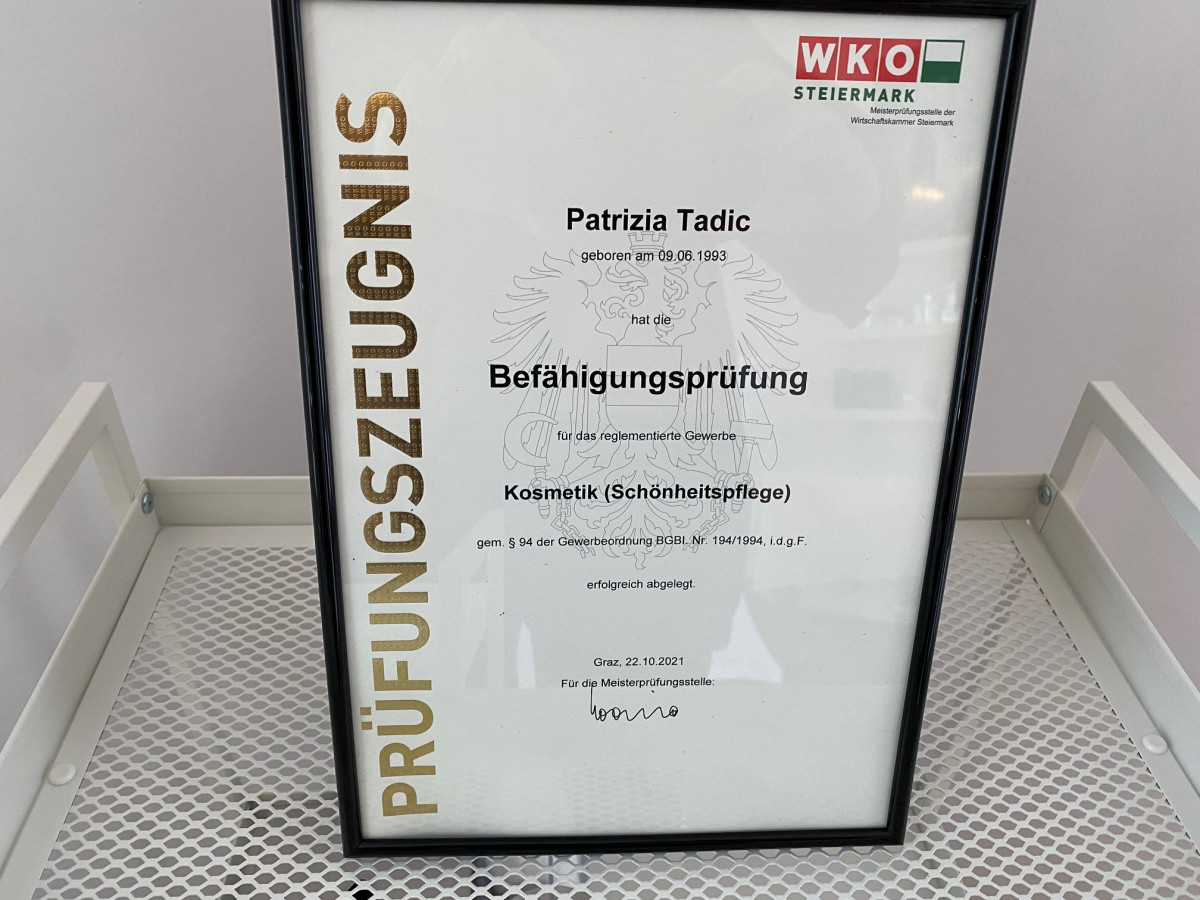 PRÜFUNGSZEUGNIS
WKO
STEIERMARK
Meisterprüfungsstelle der
Wirtschaftskammer Steiermark
Patrizia Tadic
geboren am 09.06.1993
hat die
Befähigungsprüfung
für das reglementierte Gewerbe
Kosmetik (Schönheitspflege)
gem. § 94 der Gewerbeordnung BGBl. Nr. 194/1994, i.d.g.F.
erfolgreich abgelegt.
Graz, 22.10.2021
Für die Meisterprüfungsstelle: